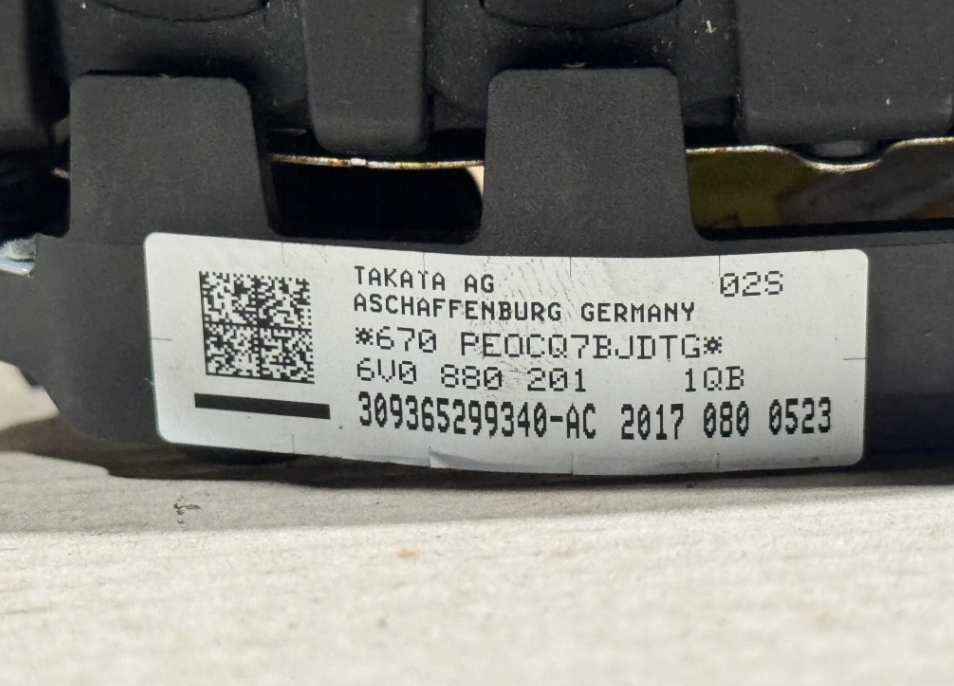 TAKATA AG 02S
ASCHAFFENBURG GERMANY
*670 PEOCQ7BJDTG*
6V0 880 201 1QB
309365299340-AC 2017 080 0523